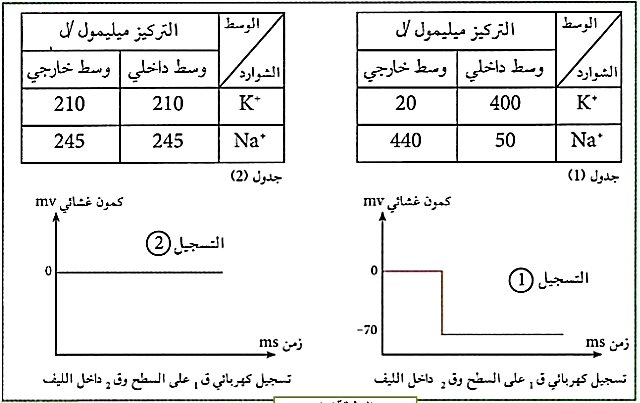 الوسط
الشوارد
التركيز ميليمول /ل
وسط داخلي
وسط خارجي
K⁺
400
20
Na⁺
50
440
جدول (1)
الوسط
الشوارد
التركيز ميليمول /ل
وسط داخلي
وسط خارجي
K⁺
210
210
Na⁺
245
245
جدول (2)
كمون غشائي mv
0
-70
التسجيل 1
زمن ms
تسجيل كهربائي ق1 على السطح وق2 داخل الليف
كمون غشائي mv
0
التسجيل 2
زمن ms
تسجيل كهربائي ق1 على السطح وق2 داخل الليف